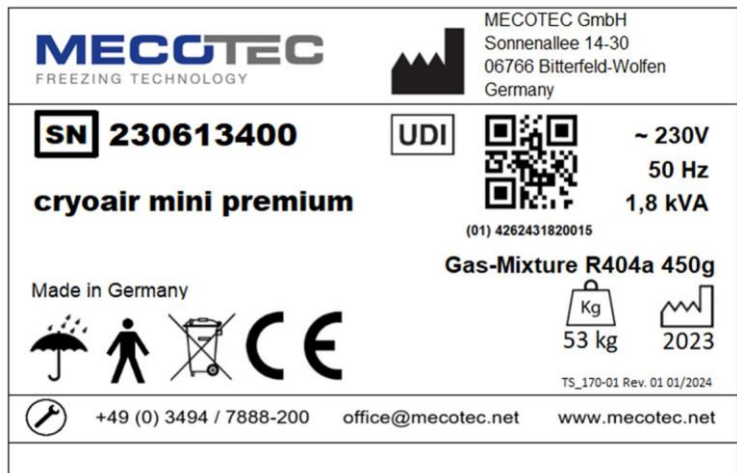 MECOTEC
FREEZING TECHNOLOGY
MECOTEC GmbH
Sonnenallee 14-30
06766 Bitterfeld-Wolfen
Germany
SN 230613400
UDI
~ 230V
50 Hz
1,8 kVA
cryoair mini premium
(01) 4262431820015
Gas-Mixture R404a 450g
Made in Germany
Kg
53 kg
2023
CE
TS_170-01 Rev. 01 01/2024
+49 (0) 3494 / 7888-200 office@mecotec.net www.mecotec.net